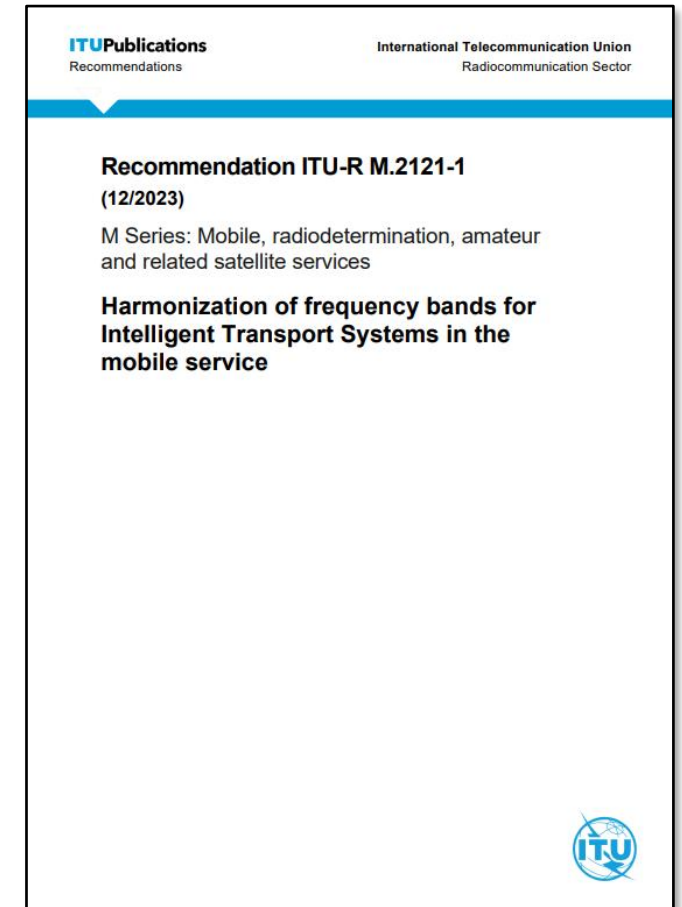 ITUPublications
International Telecommunication Union
Recommendations
Radiocommunication Sector
Recommendation ITU-R M.2121-1
(12/2023)
M Series: Mobile, radiodetermination, amateur
and related satellite services
Harmonization of frequency bands for
Intelligent Transport Systems in the
mobile service
ITU